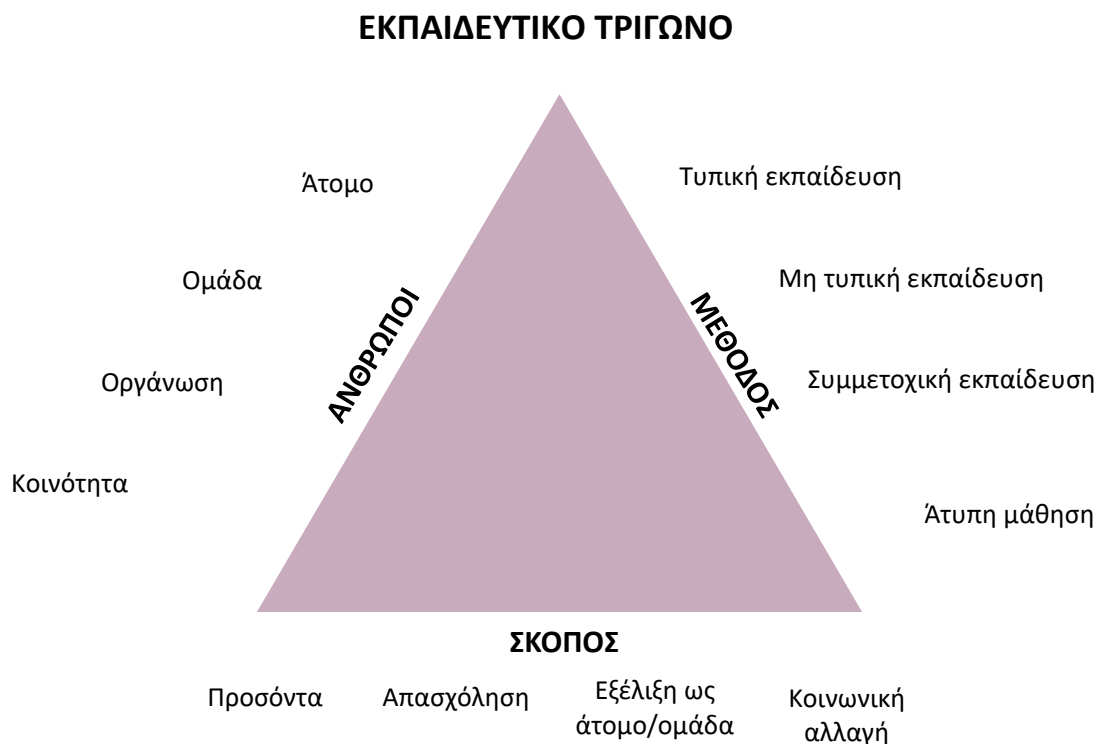 ΕΚΠΑΙΔΕΥΤΙΚΟ ΤΡΙΓΩΝΟ
Άτομο
Ομάδα
Οργάνωση
Κοινότητα
ΑΝΘΡΩΠΟΙ
ΜΕΘΟΔΟΣ
Τυπική εκπαίδευση
Μη τυπική εκπαίδευση
Συμμετοχική εκπαίδευση
Άτυπη μάθηση
ΣΚΟΠΟΣ
Προσόντα
Απασχόληση
Εξέλιξη ως
άτομο/ομάδα
Κοινωνική
αλλαγή